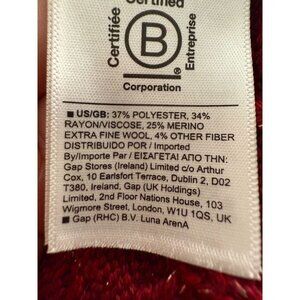 Certified
Certifiée
B
Entreprise
Corporation
■ US/GB: 37% POLYESTER, 34%
RAYON/VISCOSE, 25% MERINO
EXTRA FINE WOOL, 4% OTHER FIBER
DISTRIBUIDO POR / Imported
By/Importe Par / ΕΙΣΑΓΕΤΑΙ ΑΠΟ ΤΗΝ:
Gap Stores (Ireland) Limited c/o Arthur
Cox, 10 Earlsfort Terrace, Dublin 2, D02
T380, Ireland, Gap (UK Holdings)
Limited, 2nd Floor Nations House, 103
Wigmore Street, London, W1U 1QS, UK
■ Gap (RHC) B.V. Luna ArenA